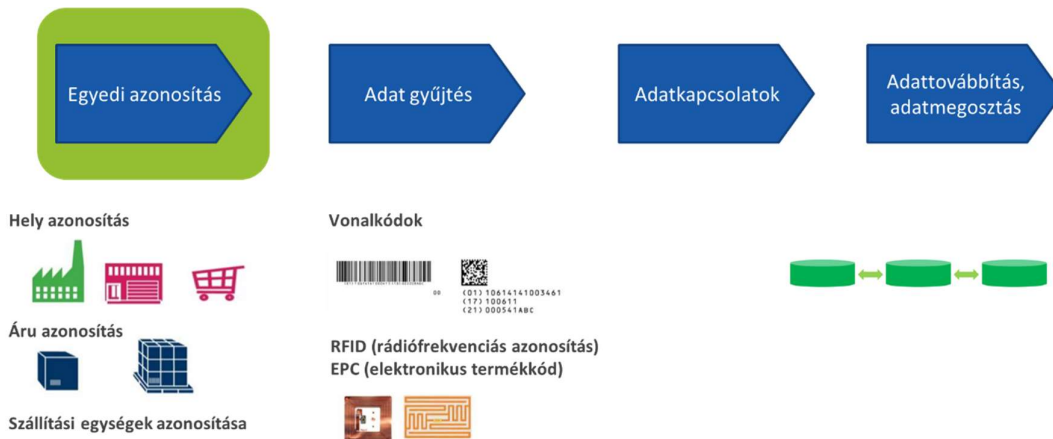 Egyedi azonosítás
Adat gyűjtés
Adatkapcsolatok
Adattovábbítás,
adatmegosztás
Hely azonosítás
Vonalkódok
00
(01) 10614141003461
(17) 100611
(21) 000541ABC
Áru azonosítás
RFID (rádiófrekvenciás azonosítás)
EPC (elektronikus termékkód)
Szállítási egységek azonosítása